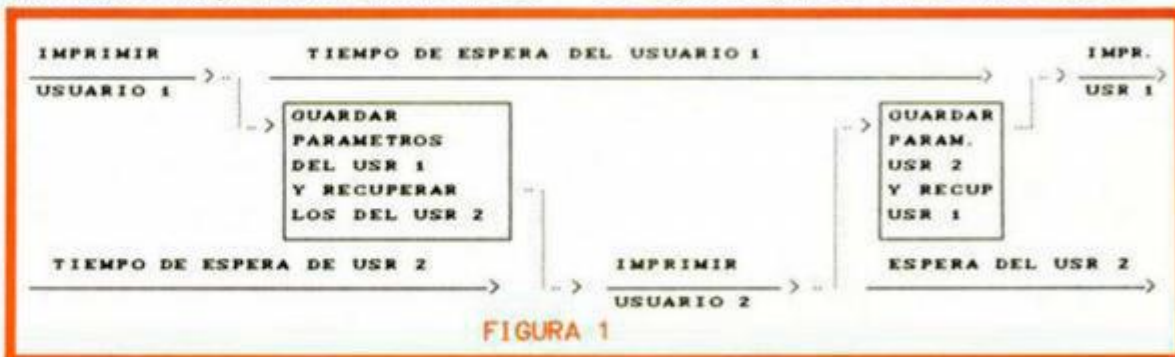 IMPRIMIR
USUARIO 1
TIEMPO DE ESPERA DEL USUARIO 1
IMPR.
USR 1
GUARDAR
PARAMETROS
DEL USR 1
Y RECUPERAR
LOS DEL USR 2
GUARDAR
PARAM.
USR 2
Y RECUP
USR 1
TIEMPO DE ESPERA DE USR 2
IMPRIMIR
USUARIO 2
ESPERA DEL USR 2
FIGURA 1